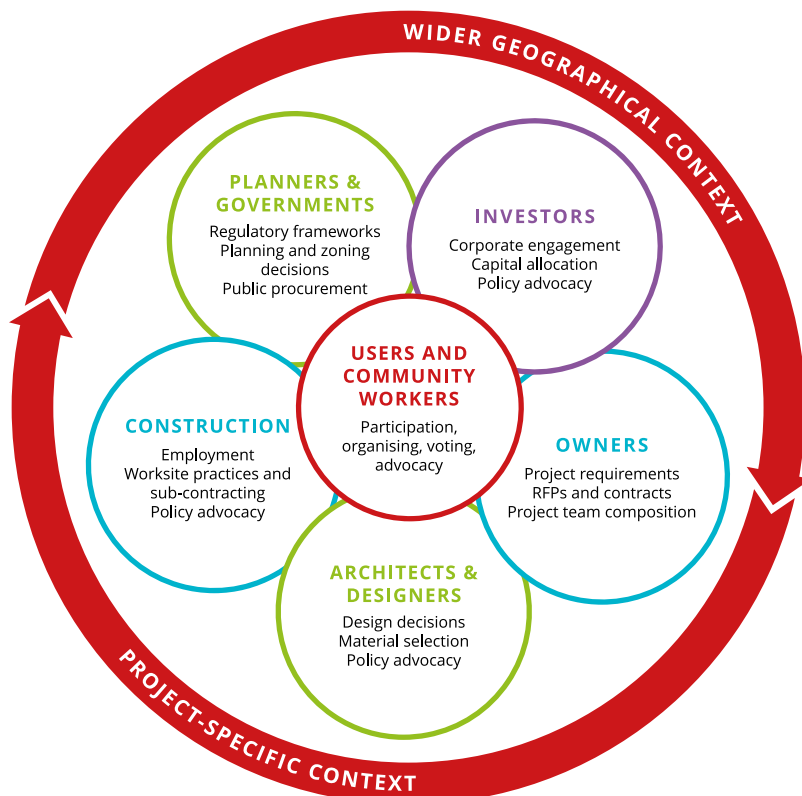 WIDER GEOGRAPHICAL CONTEXT
PLANNERS &
GOVERNMENTS
Regulatory frameworks
Planning and zoning
decisions
Public procurement
INVESTORS
Corporate engagement
Capital allocation
Policy advocacy
USERS AND
COMMUNITY
WORKERS
Participation,
organising, voting,
advocacy
CONSTRUCTION
Employment
Worksite practices and
sub-contracting
Policy advocacy
OWNERS
Project requirements
RFPs and contracts
Project team composition
ARCHITECTS &
DESIGNERS
Design decisions
Material selection
Policy advocacy
PROJECT-SPECIFIC CONTEXT